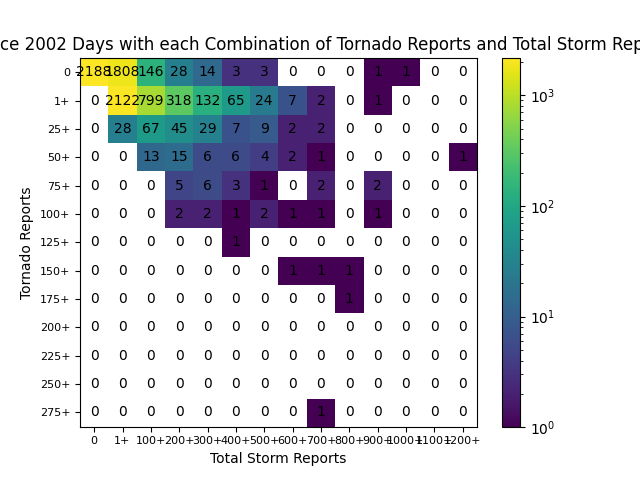 ce 2002 Days with each Combination of Tornado Reports and Total Storm Rep
0 2188 1808 146 28 14 3 3 0 0 0 1 1 0 0
1+ 0 2122 799 318 132 65 24 7 2 0 1 0 0 0
25+ 0 28 67 45 29 7 9 2 2 0 0 0 0 0
50+ 0 0 13 15 6 6 4 2 1 0 0 0 0 1
75+ 0 0 0 5 6 3 1 0 2 0 2 0 0 0
100+ 0 0 0 2 2 1 2 1 1 0 1 0 0 0
125+ 0 0 0 0 0 1 0 0 0 0 0 0 0 0
150+ 0 0 0 0 0 0 0 1 1 1 0 0 0 0
175+ 0 0 0 0 0 0 0 0 0 1 0 0 0 0
200+ 0 0 0 0 0 0 0 0 0 0 0 0 0 0
225+ 0 0 0 0 0 0 0 0 0 0 0 0 0 0
250+ 0 0 0 0 0 0 0 0 0 0 0 0 0 0
275+ 0 0 0 0 0 0 0 0 1 0 0 0 0 0
0 1+ 100+ 200+ 300+ 400+ 500+ 600+ 700+ 800+ 900+ 1000+ 1100+ 1200+
Total Storm Reports
Tornado Reports
10³
10²
10¹
10⁰